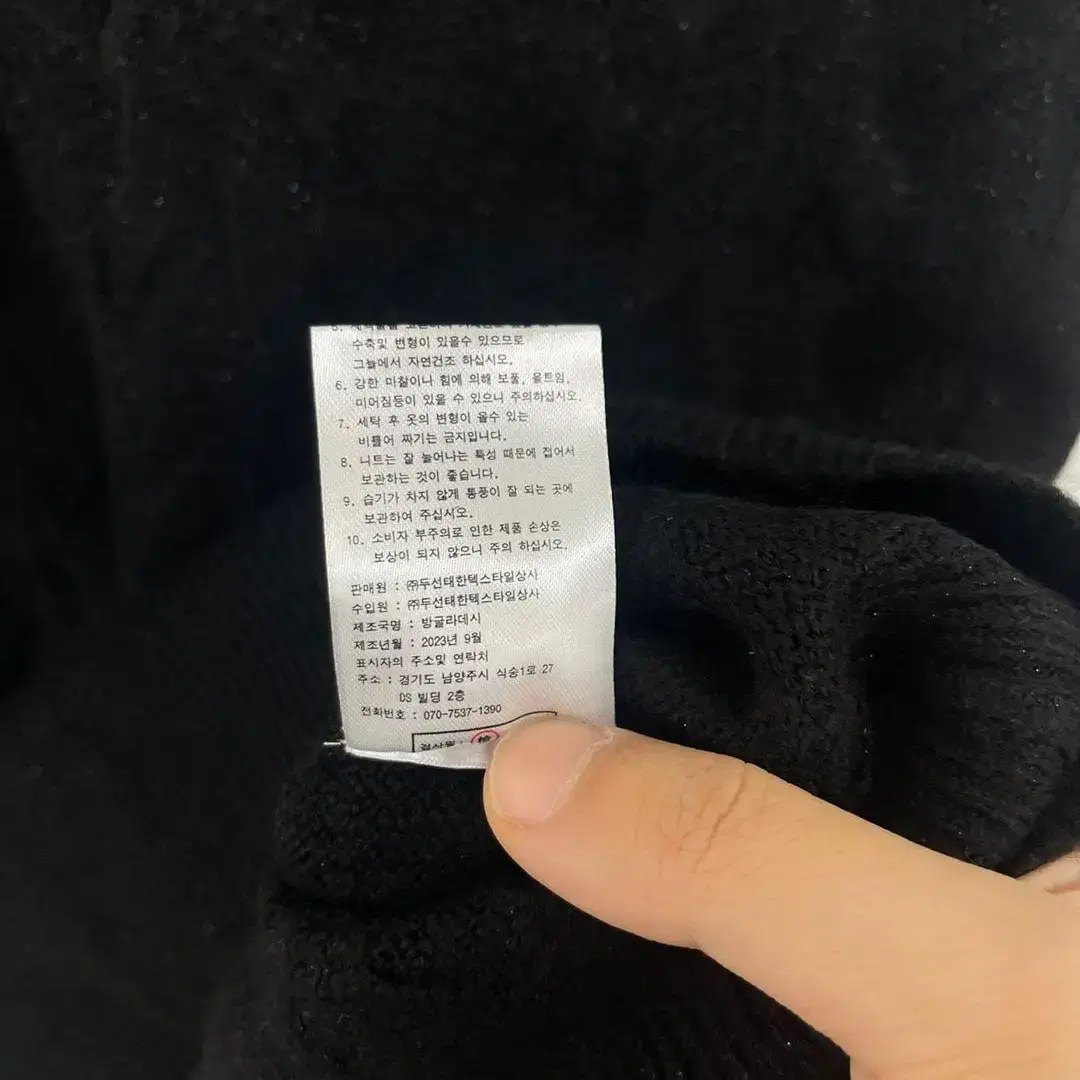 수축및 변형이 있을수 있으므로
그늘에서 자연건조 하십시오.
6. 강한 마찰이나 힘에 의해 보풀, 올트임,
미어짐등이 있을 수 있으니 주의하십시오.
7. 세탁 후 옷의 변형이 올수 있는
비틀어 짜기는 금지입니다.
8. 니트는 잘 늘어나는 특성 때문에 접어서
보관하는 것이 좋습니다.
9. 습기가 차지 않게 통풍이 잘 되는 곳에
보관하여 주십시오.
10. 소비자 부주의로 인한 제품 손상은
보상이 되지 않으니 주의 하십시오.
판매원 : ㈜두선태한텍스타일상사
수입원 : ㈜두선태한텍스타일상사
제조국명 : 방글라데시
제조년월 : 2023년 9월
표시자의 주소및 연락처
주소 : 경기도 남양주시 식송1로 27
DS 빌딩 2층
전화번호 : 070-7537-1390